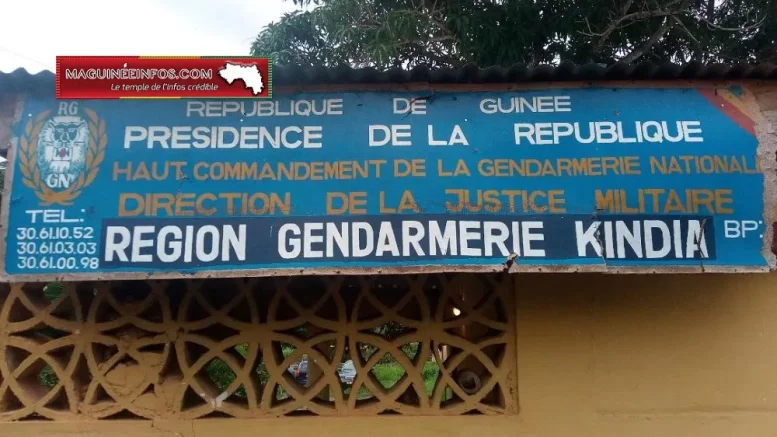 MAGUINÉEINFOS.COM
Le temple de l'infos crédible
REPUBLIQUE DE GUINEE
PRESIDENCE DE LA REPUBLIQUE
HAUT COMMANDEMENT DE LA GENDARMERIE NATIONALE
DIRECTION DE LA JUSTICE MILITAIRE
REGION GENDARMERIE KINDIA
BP:
RG
GN
TEL:
30.61.10.52
30.61.03.03
30.61.00.98